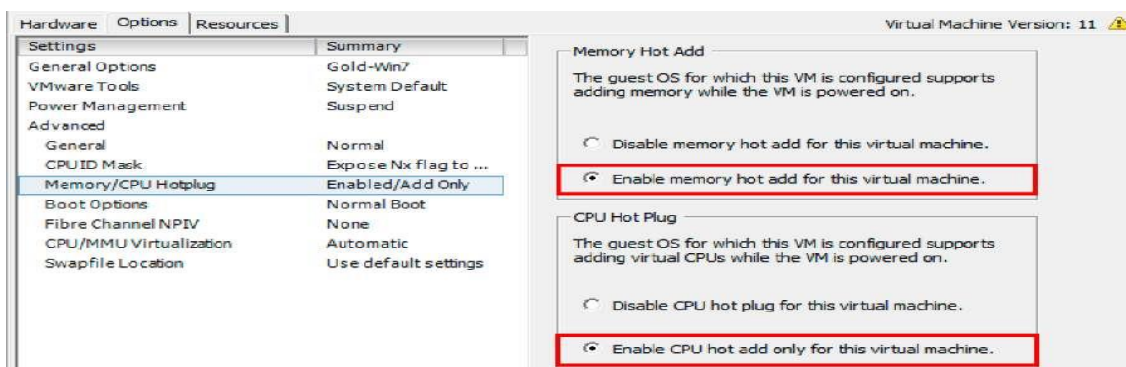 Hardware Options Resources Virtual Machine Version: 11
Settings Summary
General Options Gold-Win7
VMware Tools System Default
Power Management Suspend
Advanced
General Normal
CPUID Mask Expose Nx flag to ...
Memory/CPU Hotplug Enabled/Add Only
Boot Options Normal Boot
Fibre Channel NPIV None
CPU/MMU Virtualization Automatic
Swapfile Location Use default settings
Memory Hot Add
The guest OS for which this VM is configured supports
adding memory while the VM is powered on.
Disable memory hot add for this virtual machine.
Enable memory hot add for this virtual machine.
CPU Hot Plug
The guest OS for which this VM is configured supports
adding virtual CPUs while the VM is powered on.
Disable CPU hot plug for this virtual machine.
Enable CPU hot add only for this virtual machine.